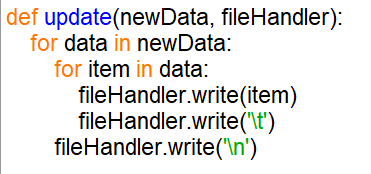 def update(newData, fileHandler):
    for data in newData:
        for item in data:
            fileHandler.write(item)
            fileHandler.write('\t')
        fileHandler.write('\n')